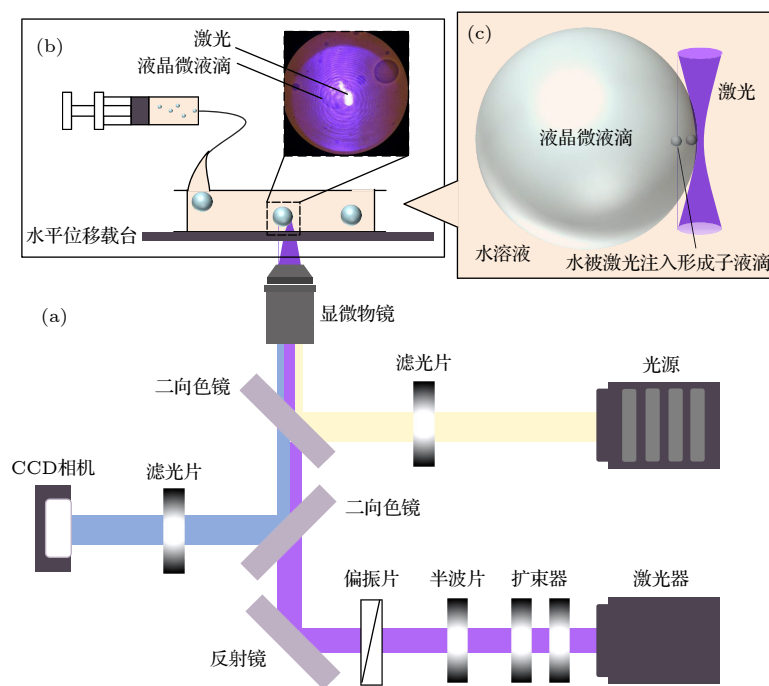 (b)
激光
液晶微液滴
水平位移载台
(c)
激光
液晶微液滴
水溶液
水被激光注入形成子液滴
(a)
显微物镜
二向色镜
滤光片
光源
CCD相机
滤光片
二向色镜
偏振片
半波片
扩束器
激光器
反射镜